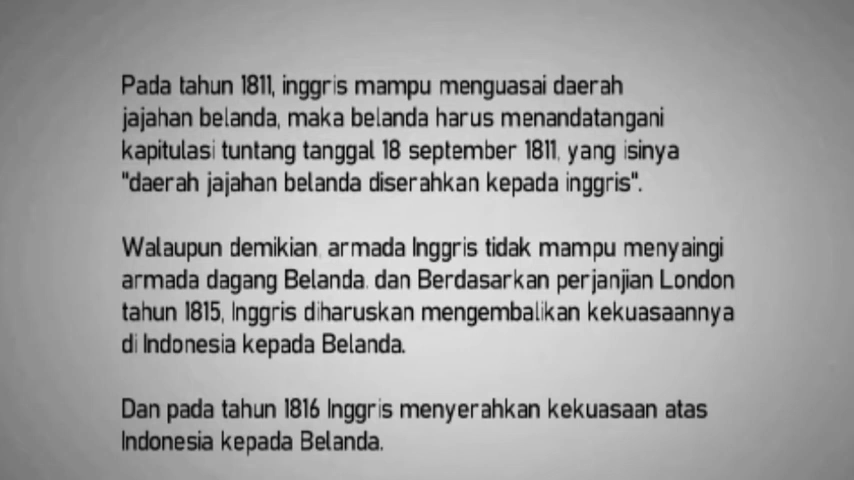 Pada tahun 1811, inggris mampu menguasai daerah
jajahan belanda, maka belanda harus menandatangani
kapitulasi tuntang tanggal 18 september 1811, yang isinya
"daerah jajahan belanda diserahkan kepada inggris".
Walaupun demikian, armada Inggris tidak mampu menyaingi
armada dagang Belanda. dan Berdasarkan perjanjian London
tahun 1815, Inggris diharuskan mengembalikan kekuasaannya
di Indonesia kepada Belanda.
Dan pada tahun 1816 Inggris menyerahkan kekuasaan atas
Indonesia kepada Belanda.